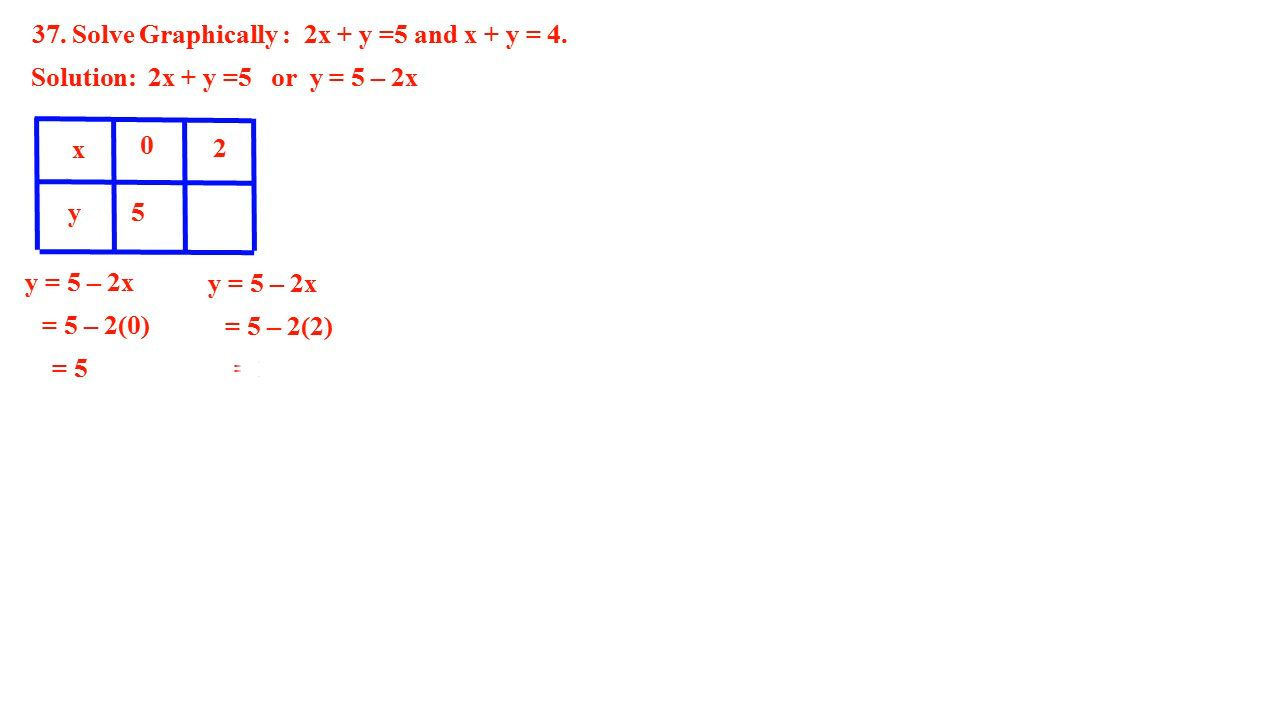 37. Solve Graphically : 2x + y =5 and x + y = 4.
Solution: 2x + y =5 or y = 5 – 2x
x 0 2
y 5
y = 5 – 2x y = 5 – 2x
= 5 – 2(0) = 5 – 2(2)
= 5 =